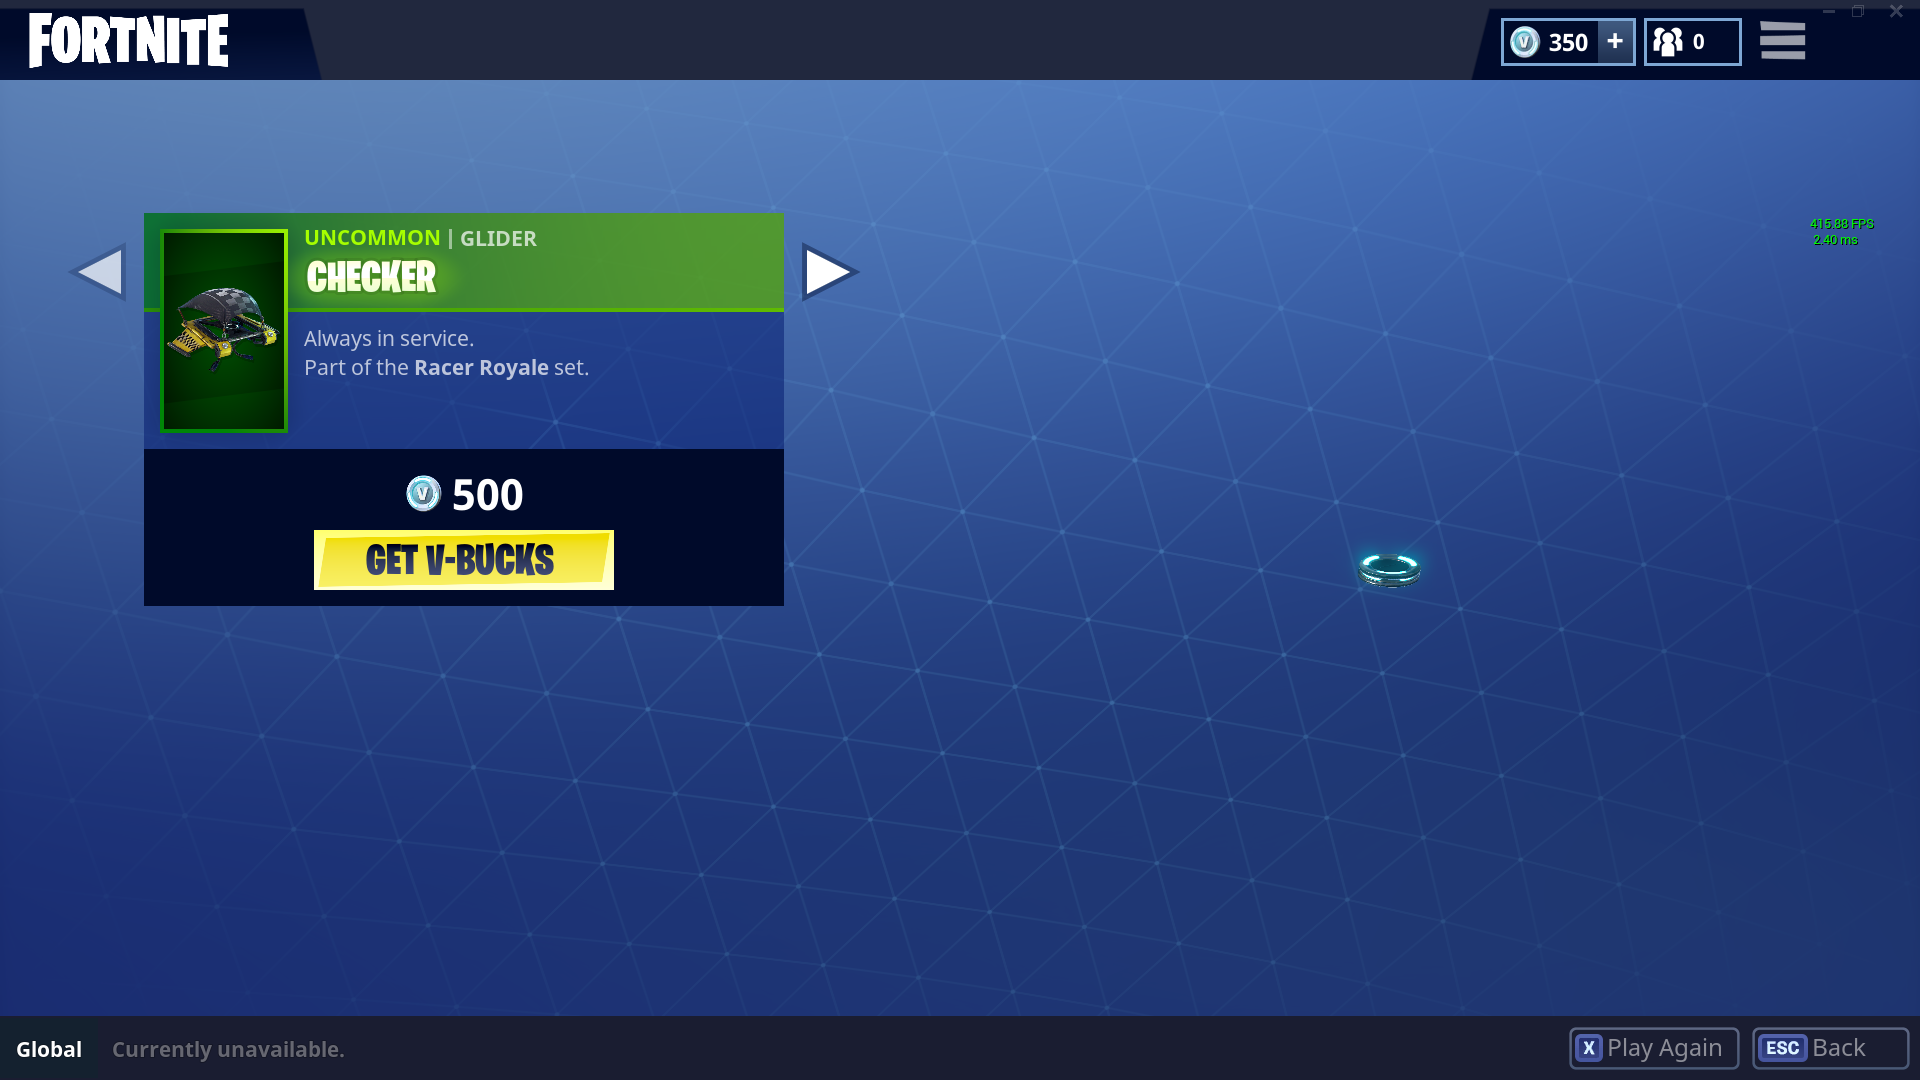 FORTNITE
350 +
0
415.88 FPS
2.40 ms
UNCOMMON | GLIDER
CHECKER
Always in service.
Part of the Racer Royale set.
500
GET V-BUCKS
Global
Currently unavailable.
X Play Again
ESC Back